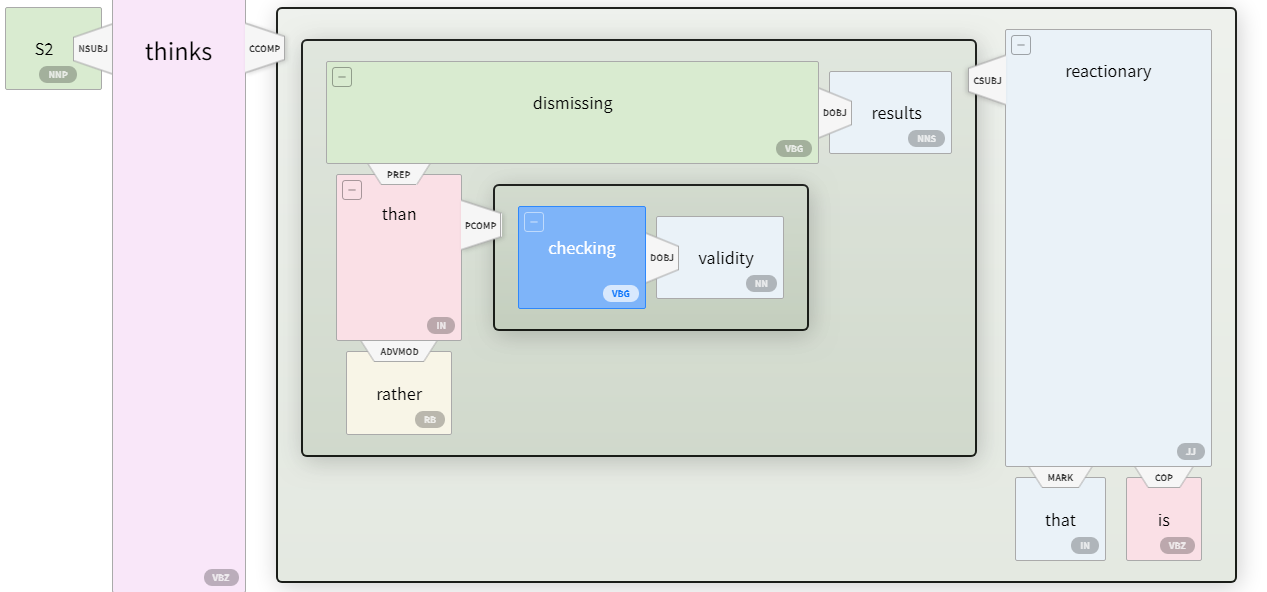 S2
NNP
NSUBJ
thinks
VBZ
CCOMP
dismissing
VBG
DOBJ
results
NNS
PREP
than
IN
PCOMP
checking
VBG
DOBJ
validity
NN
ADVMOD
rather
RB
CSUBJ
reactionary
JJ
MARK
that
IN
COP
is
VBZ